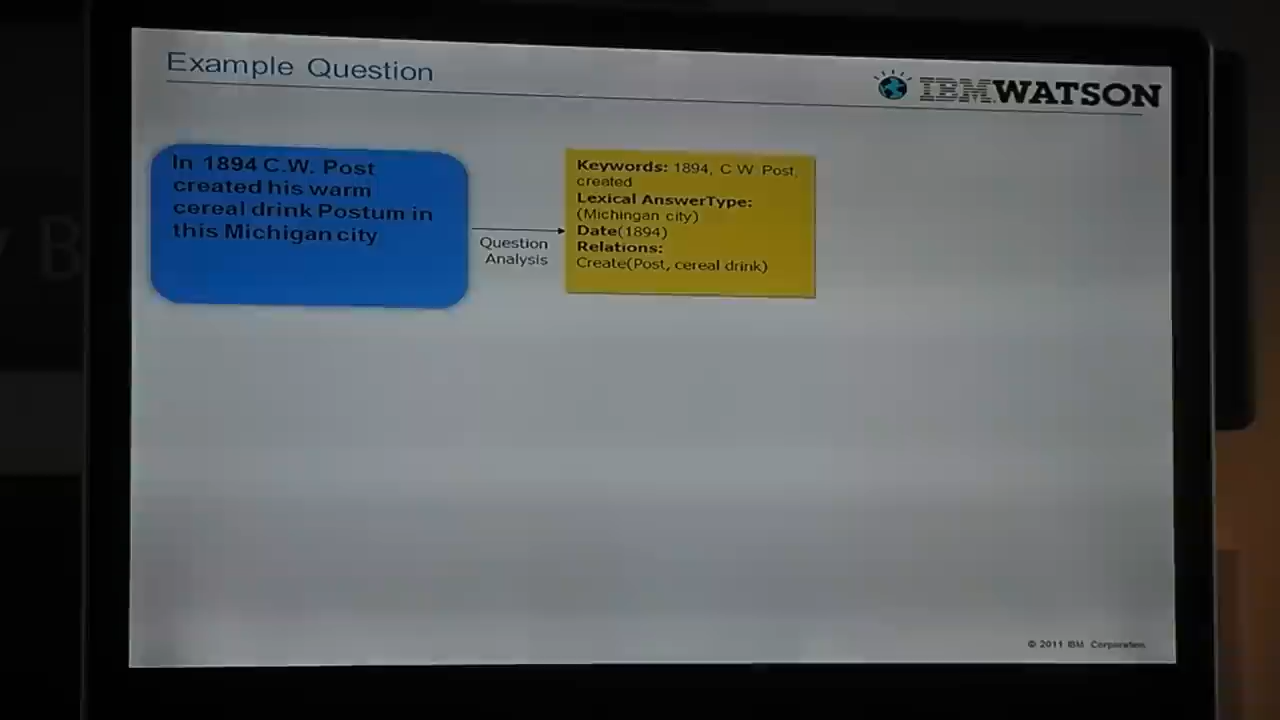 Example Question
IBM WATSON
In 1894 C.W. Post
created his warm
cereal drink Postum in
this Michigan city
Question
Analysis
Keywords: 1894, C W Post,
created
Lexical AnswerType:
(Michingan city)
Date(1894)
Relations:
Create(Post, cereal drink)
B
© 2011 IBM Corporation